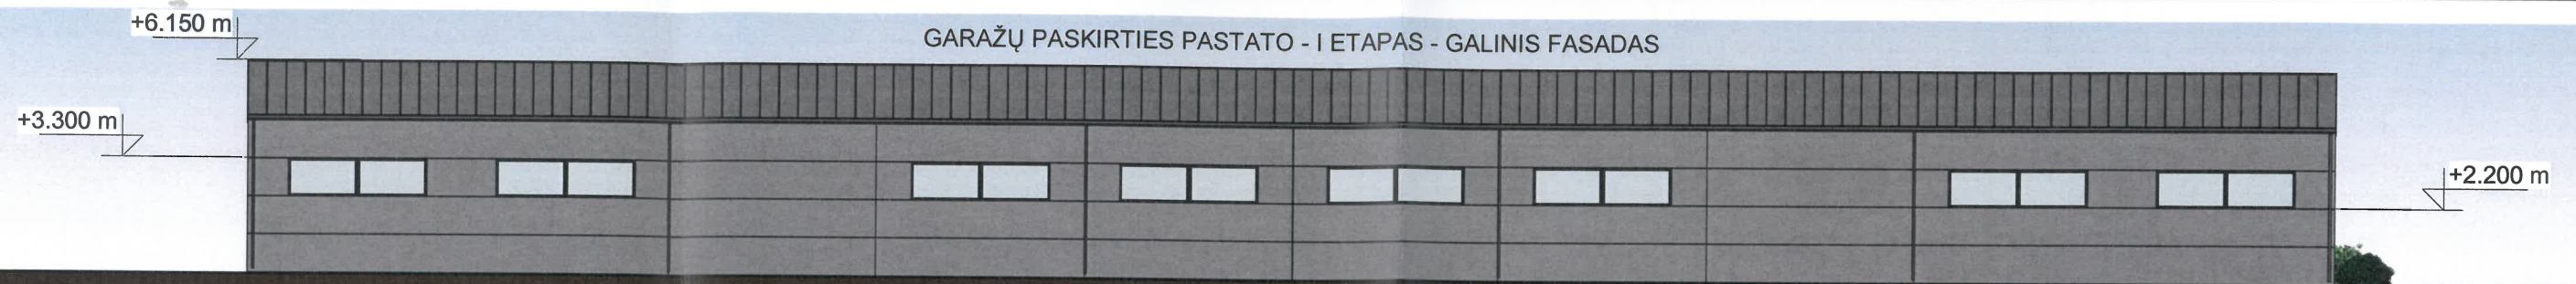 +6.150 m
GARAŽŲ PASKIRTIES PASTATO - I ETAPAS - GALINIS FASADAS
+3.300 m
+2.200 m